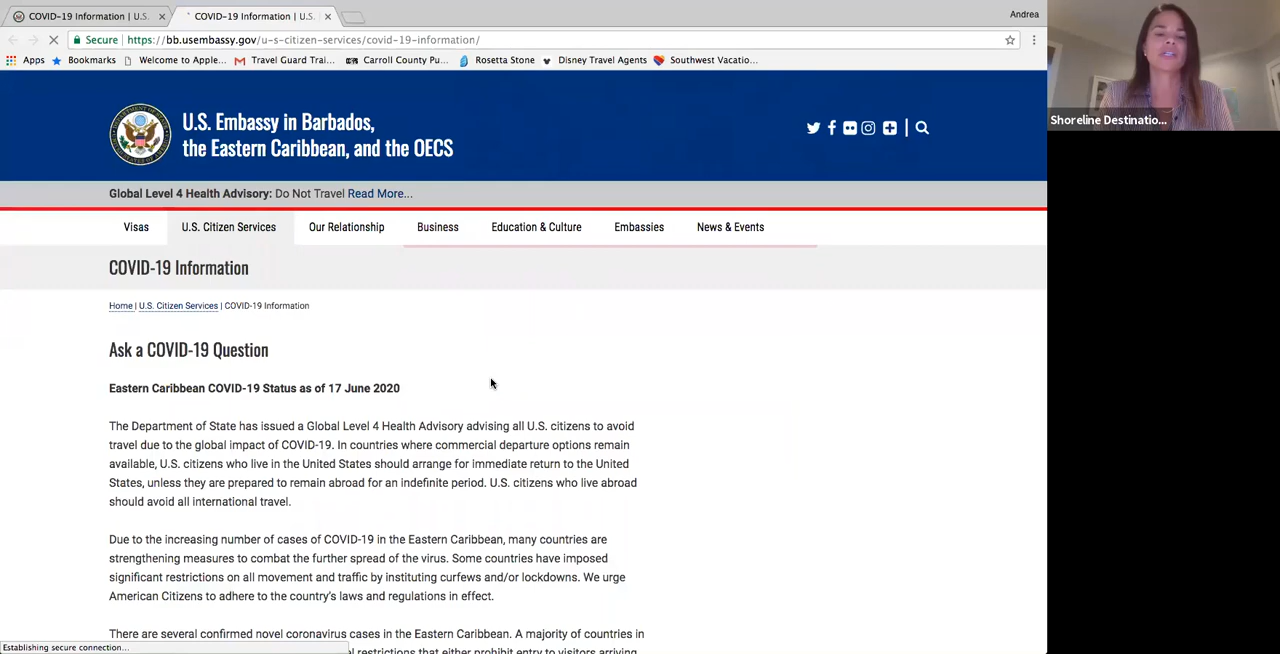 COVID-19 Information | U.S.
COVID-19 Information | U.S.
Andrea
Secure
https://bb.usembassy.gov/u-s-citizen-services/covid-19-information/
Apps
Bookmarks
Welcome to Apple...
Travel Guard Trai...
Carroll County Pu...
Rosetta Stone
Disney Travel Agents
Southwest Vacatio...
Shoreline Destinatio...
U.S. Embassy in Barbados,
the Eastern Caribbean, and the OECS
Global Level 4 Health Advisory: Do Not Travel Read More...
Visas
U.S. Citizen Services
Our Relationship
Business
Education & Culture
Embassies
News & Events
COVID-19 Information
Home | U.S. Citizen Services | COVID-19 Information
Ask a COVID-19 Question
Eastern Caribbean COVID-19 Status as of 17 June 2020
The Department of State has issued a Global Level 4 Health Advisory advising all U.S. citizens to avoid
travel due to the global impact of COVID-19. In countries where commercial departure options remain
available, U.S. citizens who live in the United States should arrange for immediate return to the United
States, unless they are prepared to remain abroad for an indefinite period. U.S. citizens who live abroad
should avoid all international travel.
Due to the increasing number of cases of COVID-19 in the Eastern Caribbean, many countries are
strengthening measures to combat the further spread of the virus. Some countries have imposed
significant restrictions on all movement and traffic by instituting curfews and/or lockdowns. We urge
American Citizens to adhere to the country's laws and regulations in effect.
There are several confirmed novel coronavirus cases in the Eastern Caribbean. A majority of countries in
restrictions that either prohibit entry to visitors arriving
Establishing secure connection...